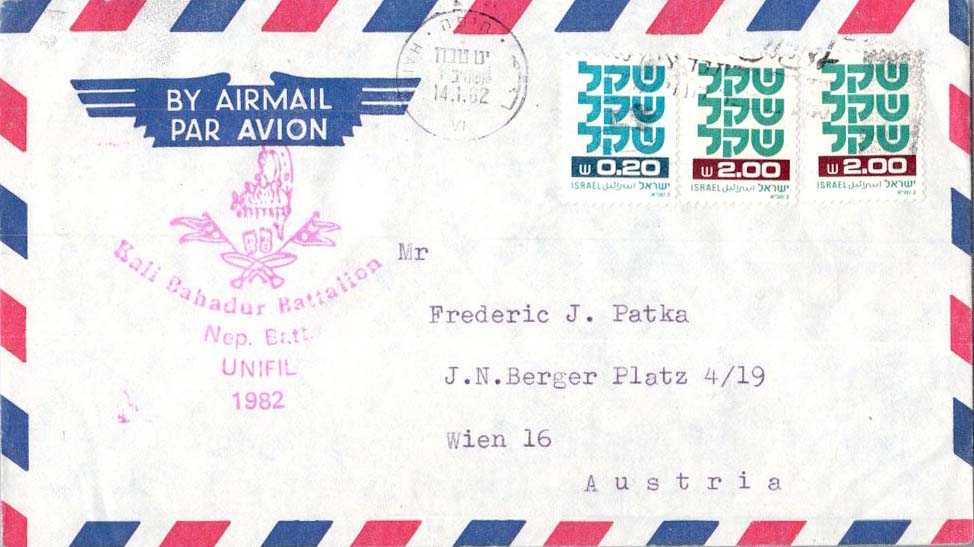 BY AIRMAIL
PAR AVION
חיפה
14.1.82
VI
שקל שקל שקל
שקל שקל שקל
שקל שקל שקל
ש 0.20 ש 2.00 ש 2.00
ISRAEL اسرائيل ישראל ISRAEL اسرائيل ישראל ISRAEL اسرائيل ישראל
Kali Bahadur Battalion
Nep. Batt.
UNIFIL
1982
Mr
Frederic J. Patka
J.N.Berger Platz 4/19
Wien 16
Austria